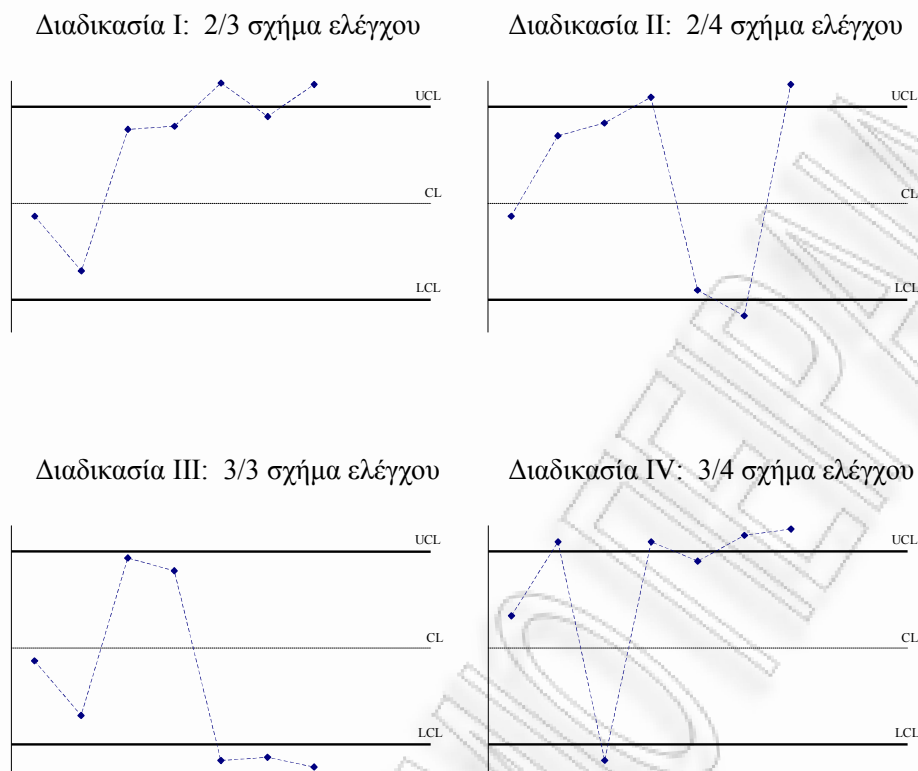 Διαδικασία I: 2/3 σχήμα ελέγχου
UCL
CL
LCL
Διαδικασία II: 2/4 σχήμα ελέγχου
UCL
CL
LCL
Διαδικασία III: 3/3 σχήμα ελέγχου
UCL
CL
LCL
Διαδικασία IV: 3/4 σχήμα ελέγχου
UCL
CL
LCL